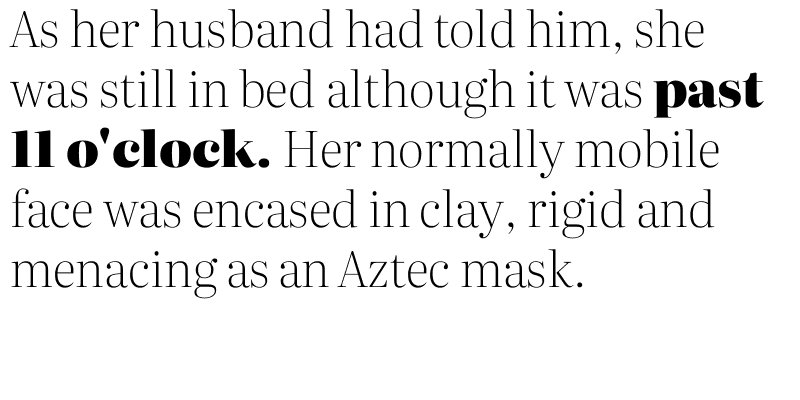 As her husband had told him, she
was still in bed although it was past
11 o'clock. Her normally mobile
face was encased in clay, rigid and
menacing as an Aztec mask.